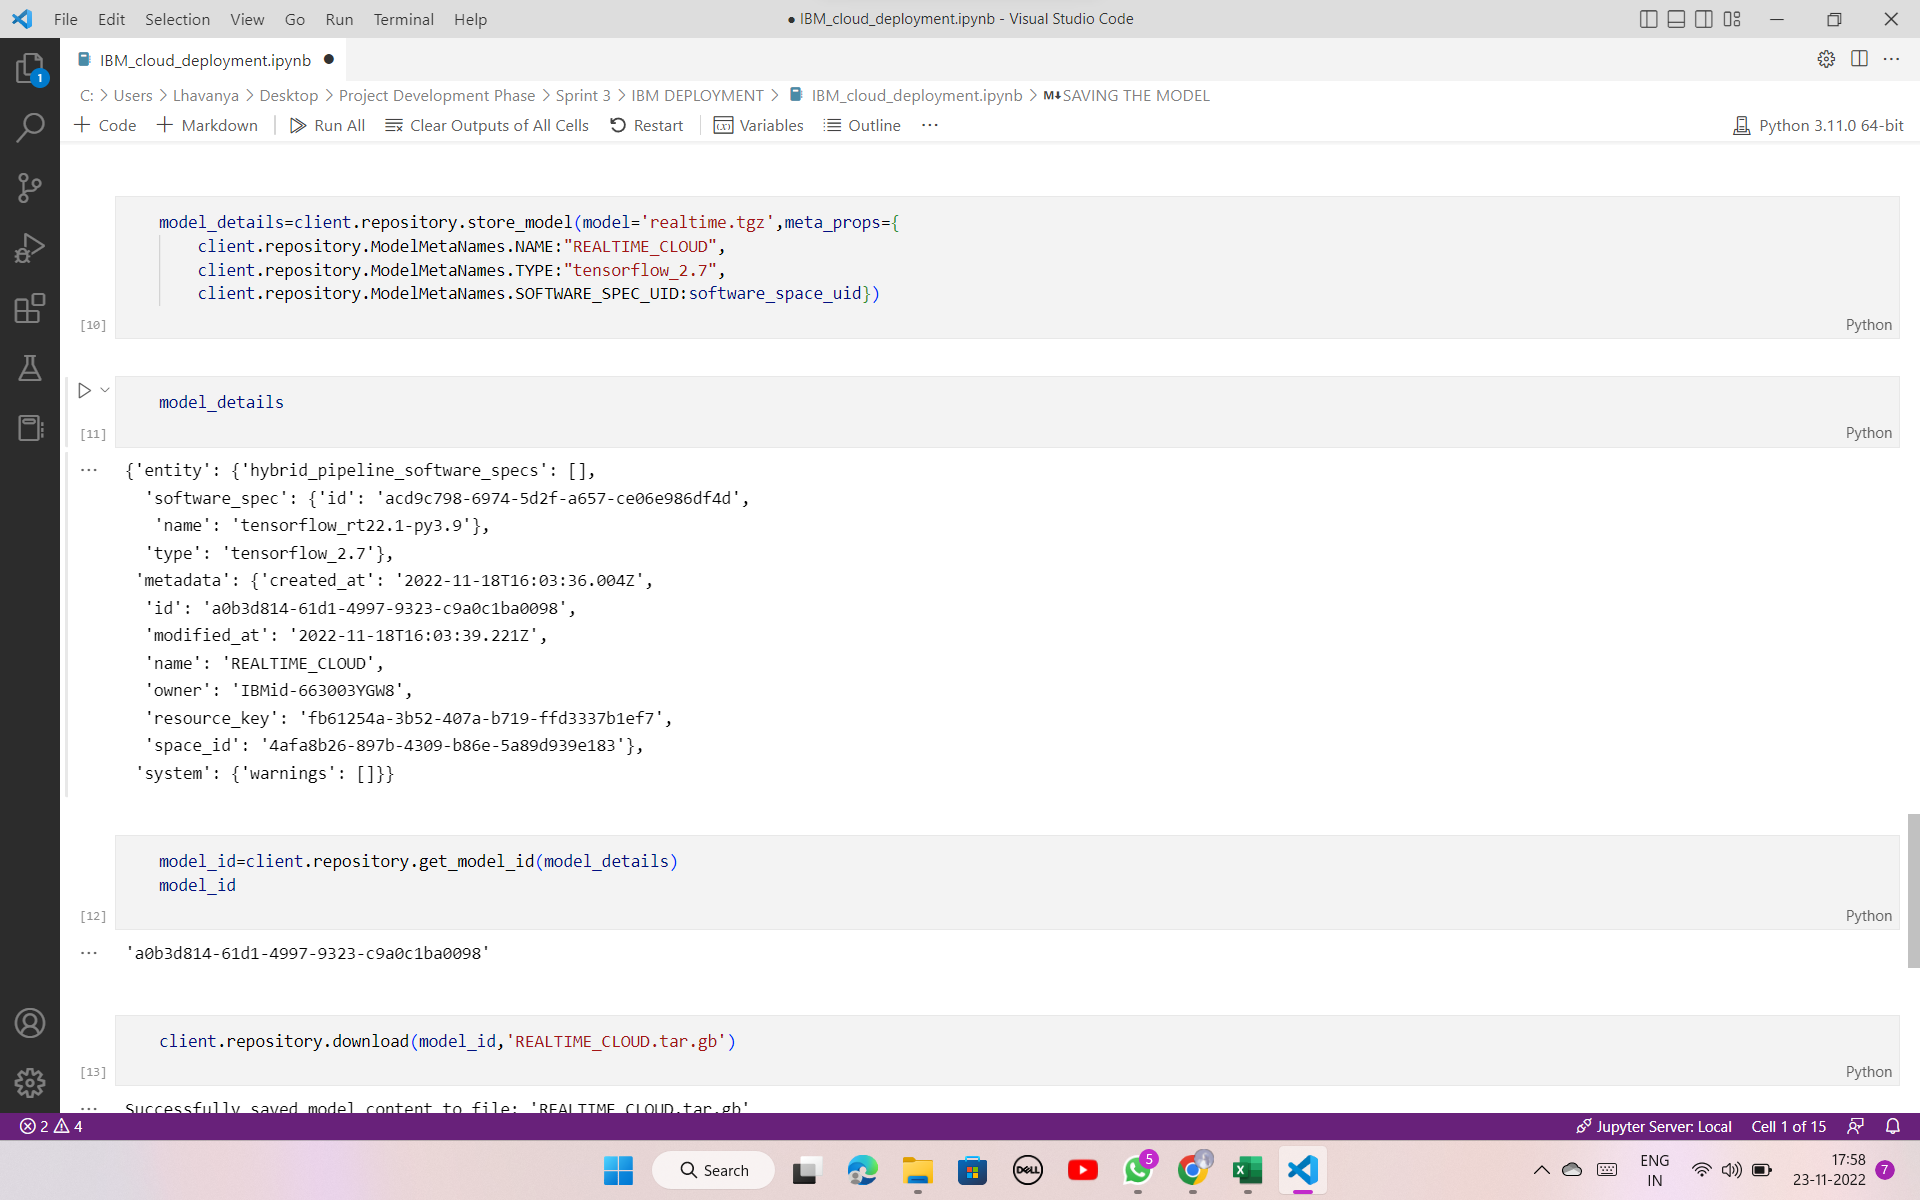 File Edit Selection View Go Run Terminal Help
● IBM_cloud_deployment.ipynb - Visual Studio Code
IBM_cloud_deployment.ipynb ●
C: > Users > Lhavanya > Desktop > Project Development Phase > Sprint 3 > IBM DEPLOYMENT > IBM_cloud_deployment.ipynb > M↓SAVING THE MODEL
+ Code + Markdown | Run All Clear Outputs of All Cells Restart | Variables Outline ···
Python 3.11.0 64-bit
model_details=client.repository.store_model(model='realtime.tgz',meta_props={
client.repository.ModelMetaNames.NAME:"REALTIME_CLOUD",
client.repository.ModelMetaNames.TYPE:"tensorflow_2.7",
client.repository.ModelMetaNames.SOFTWARE_SPEC_UID:software_space_uid})
[10]
Python
model_details
[11]
Python
··· {'entity': {'hybrid_pipeline_software_specs': [],
'software_spec': {'id': 'acd9c798-6974-5d2f-a657-ce06e986df4d',
'name': 'tensorflow_rt22.1-py3.9'},
'type': 'tensorflow_2.7'},
'metadata': {'created_at': '2022-11-18T16:03:36.004Z',
'id': 'a0b3d814-61d1-4997-9323-c9a0c1ba0098',
'modified_at': '2022-11-18T16:03:39.221Z',
'name': 'REALTIME_CLOUD',
'owner': 'IBMid-663003YGW8',
'resource_key': 'fb61254a-3b52-407a-b719-ffd3337b1ef7',
'space_id': '4afa8b26-897b-4309-b86e-5a89d939e183'},
'system': {'warnings': []}}
model_id=client.repository.get_model_id(model_details)
model_id
[12]
Python
··· 'a0b3d814-61d1-4997-9323-c9a0c1ba0098'
client.repository.download(model_id,'REALTIME_CLOUD.tar.gb')
[13]
Python
··· Successfully saved model content to file: 'REALTIME_CLOUD.tar.gb'
2 4
Jupyter Server: Local Cell 1 of 15
Search
DELL
5
ENG
IN
17:58
23-11-2022
7
1